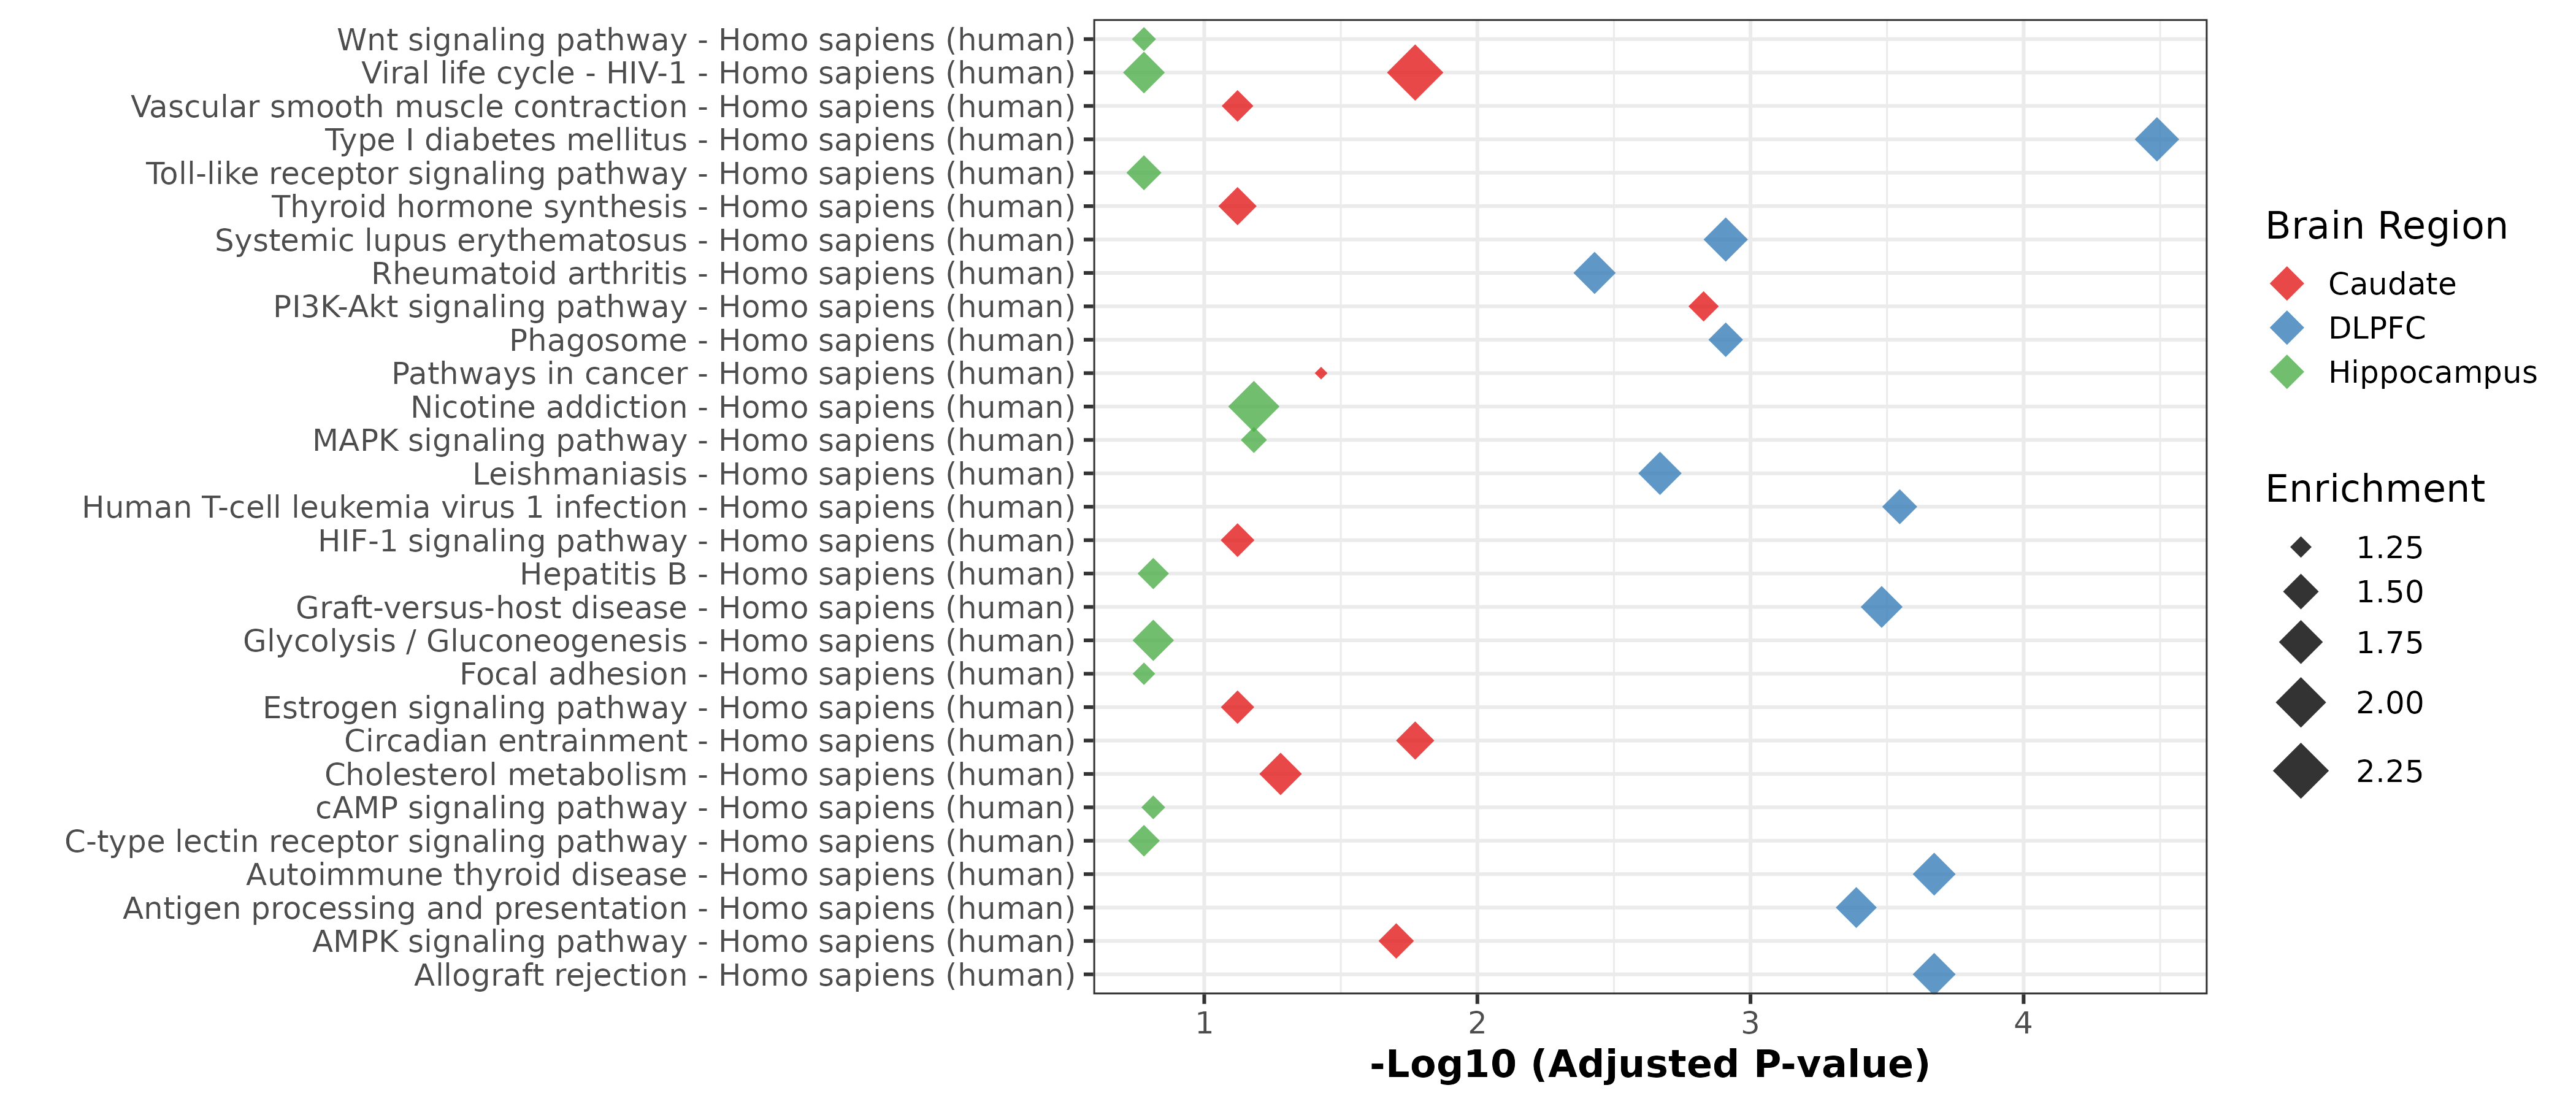 Wnt signaling pathway - Homo sapiens (human)
Viral life cycle - HIV-1 - Homo sapiens (human)
Vascular smooth muscle contraction - Homo sapiens (human)
Type I diabetes mellitus - Homo sapiens (human)
Toll-like receptor signaling pathway - Homo sapiens (human)
Thyroid hormone synthesis - Homo sapiens (human)
Systemic lupus erythematosus - Homo sapiens (human)
Rheumatoid arthritis - Homo sapiens (human)
PI3K-Akt signaling pathway - Homo sapiens (human)
Phagosome - Homo sapiens (human)
Pathways in cancer - Homo sapiens (human)
Nicotine addiction - Homo sapiens (human)
MAPK signaling pathway - Homo sapiens (human)
Leishmaniasis - Homo sapiens (human)
Human T-cell leukemia virus 1 infection - Homo sapiens (human)
HIF-1 signaling pathway - Homo sapiens (human)
Hepatitis B - Homo sapiens (human)
Graft-versus-host disease - Homo sapiens (human)
Glycolysis / Gluconeogenesis - Homo sapiens (human)
Focal adhesion - Homo sapiens (human)
Estrogen signaling pathway - Homo sapiens (human)
Circadian entrainment - Homo sapiens (human)
Cholesterol metabolism - Homo sapiens (human)
cAMP signaling pathway - Homo sapiens (human)
C-type lectin receptor signaling pathway - Homo sapiens (human)
Autoimmune thyroid disease - Homo sapiens (human)
Antigen processing and presentation - Homo sapiens (human)
AMPK signaling pathway - Homo sapiens (human)
Allograft rejection - Homo sapiens (human)
1 2 3 4
-Log10 (Adjusted P-value)
Brain Region
Caudate
DLPFC
Hippocampus
Enrichment
1.25
1.50
1.75
2.00
2.25